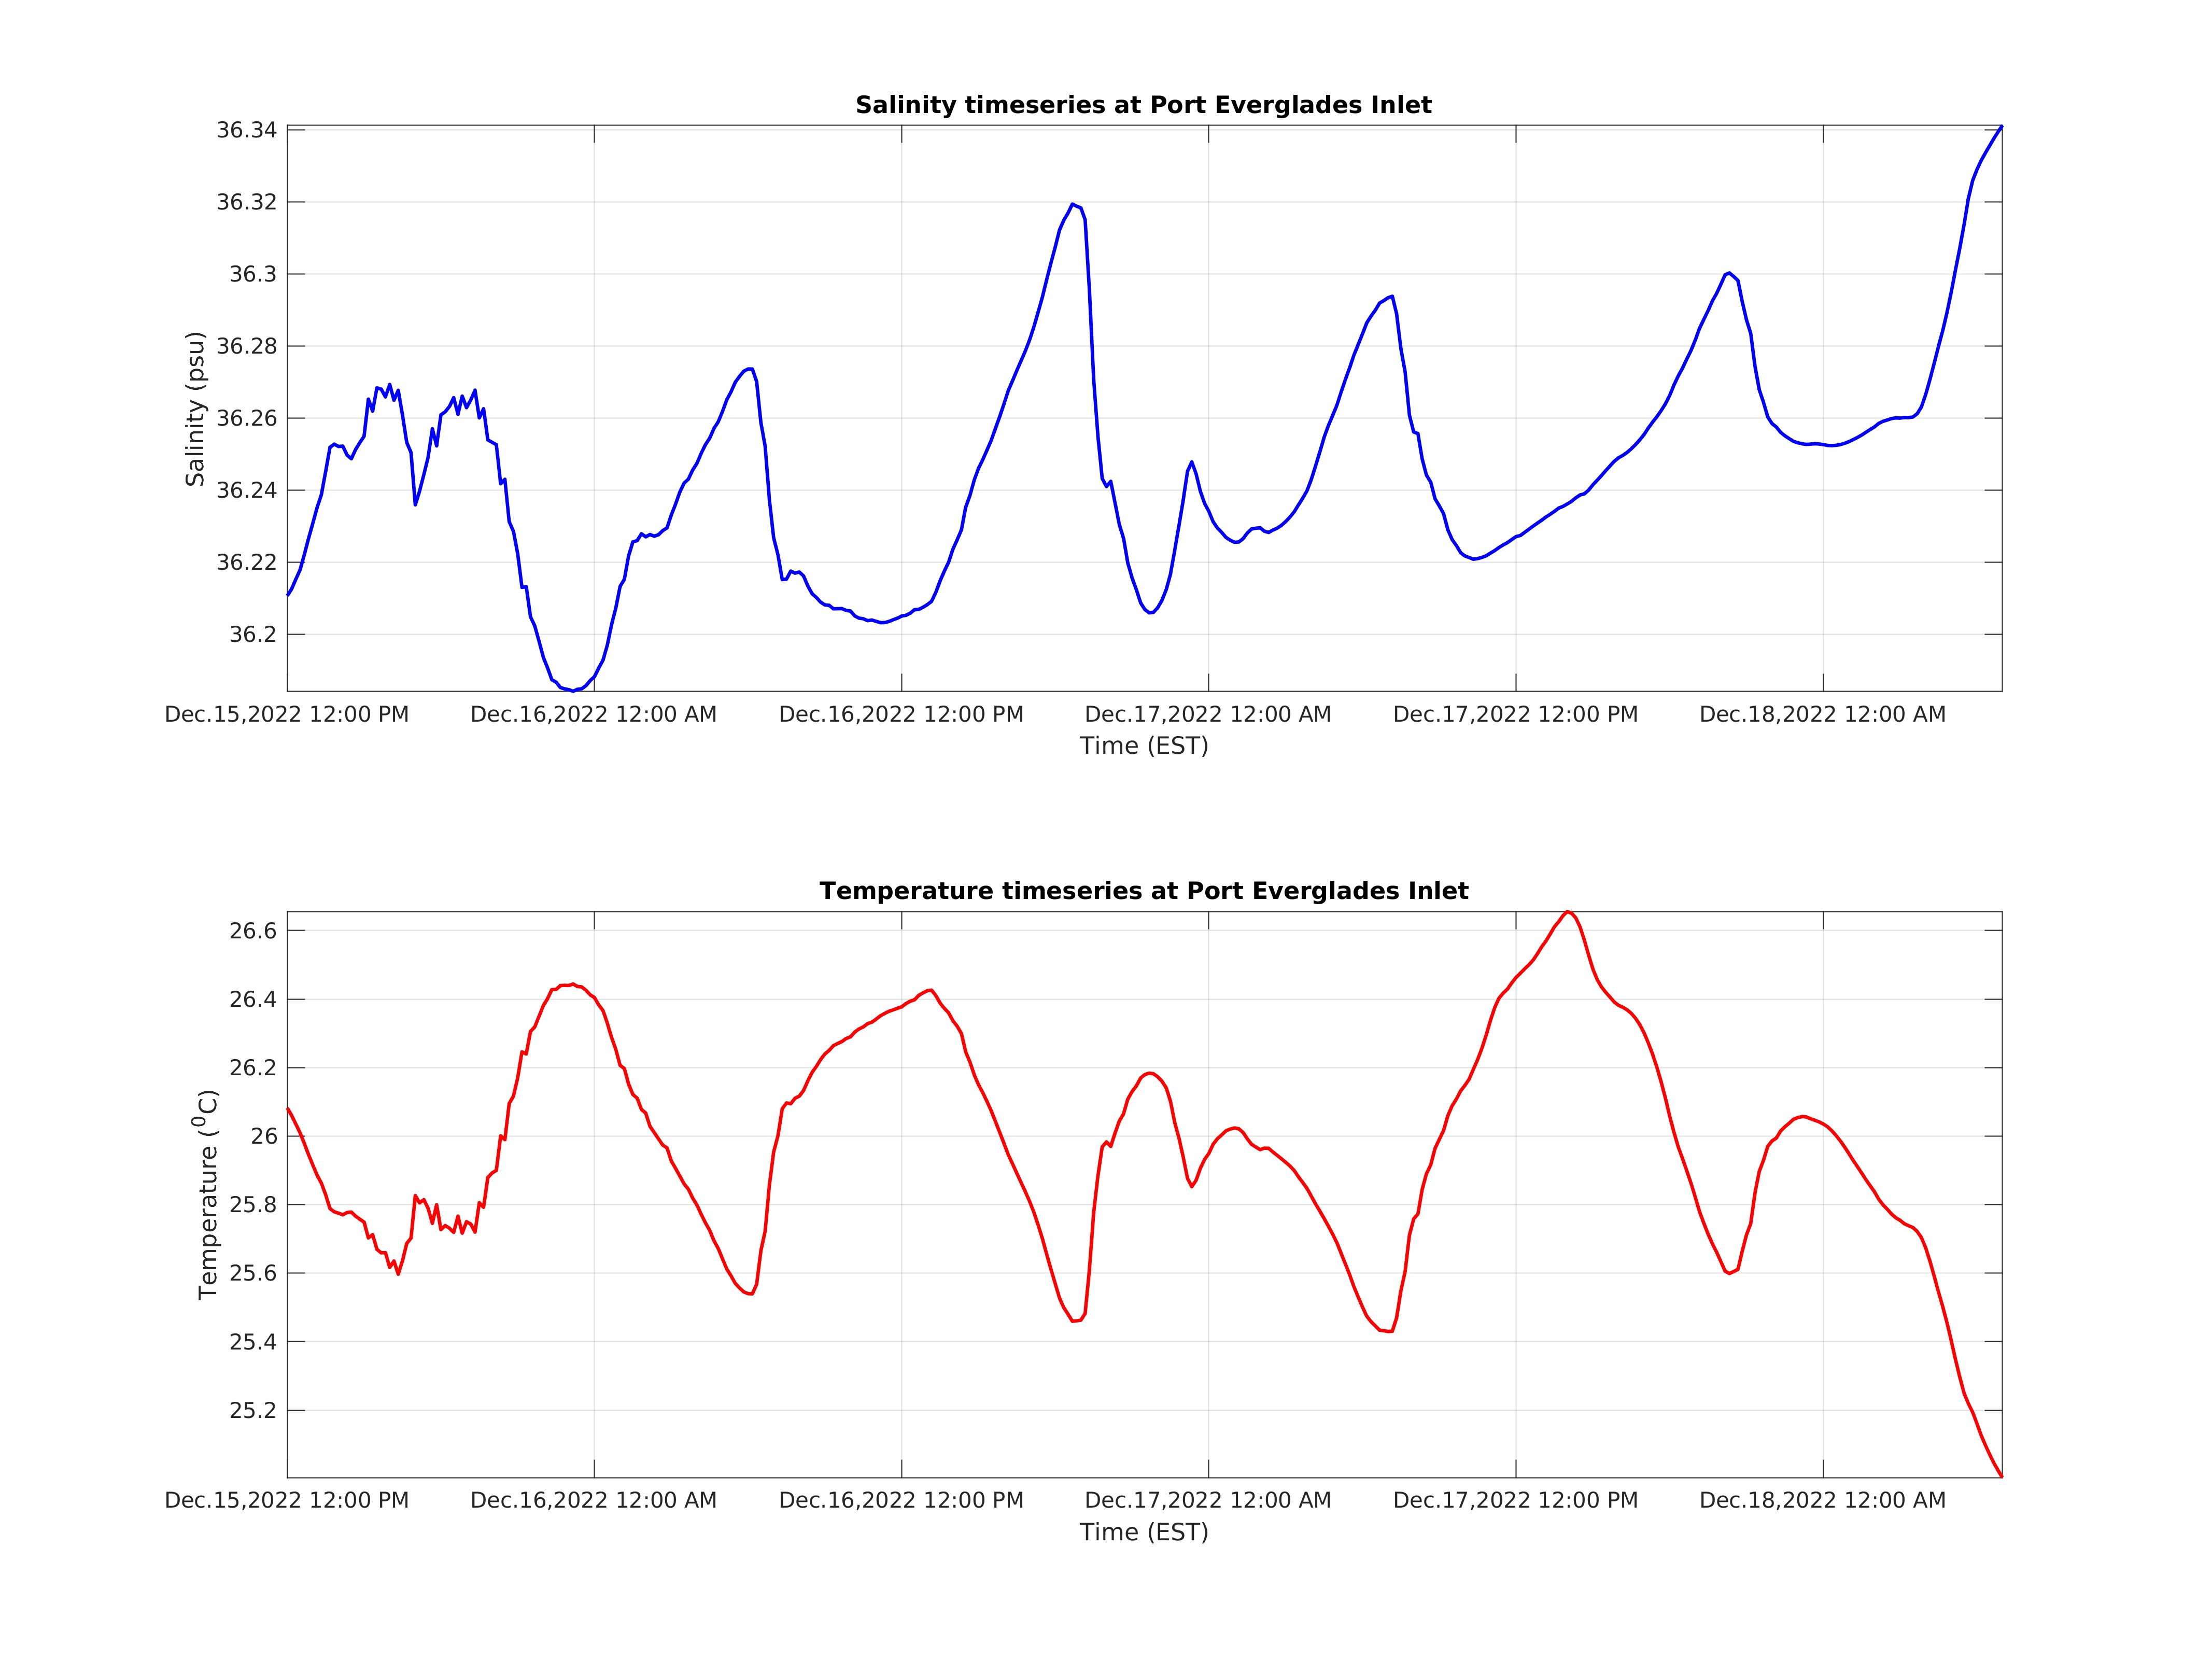 Salinity timeseries at Port Everglades Inlet
36.34
36.32
36.3
36.28
36.26
36.24
36.22
36.2
Salinity (psu)
Dec.15,2022 12:00 PM Dec.16,2022 12:00 AM Dec.16,2022 12:00 PM Dec.17,2022 12:00 AM Dec.17,2022 12:00 PM Dec.18,2022 12:00 AM
Time (EST)
Temperature timeseries at Port Everglades Inlet
26.6
26.4
26.2
26
25.8
25.6
25.4
25.2
Temperature (⁰C)
Dec.15,2022 12:00 PM Dec.16,2022 12:00 AM Dec.16,2022 12:00 PM Dec.17,2022 12:00 AM Dec.17,2022 12:00 PM Dec.18,2022 12:00 AM
Time (EST)